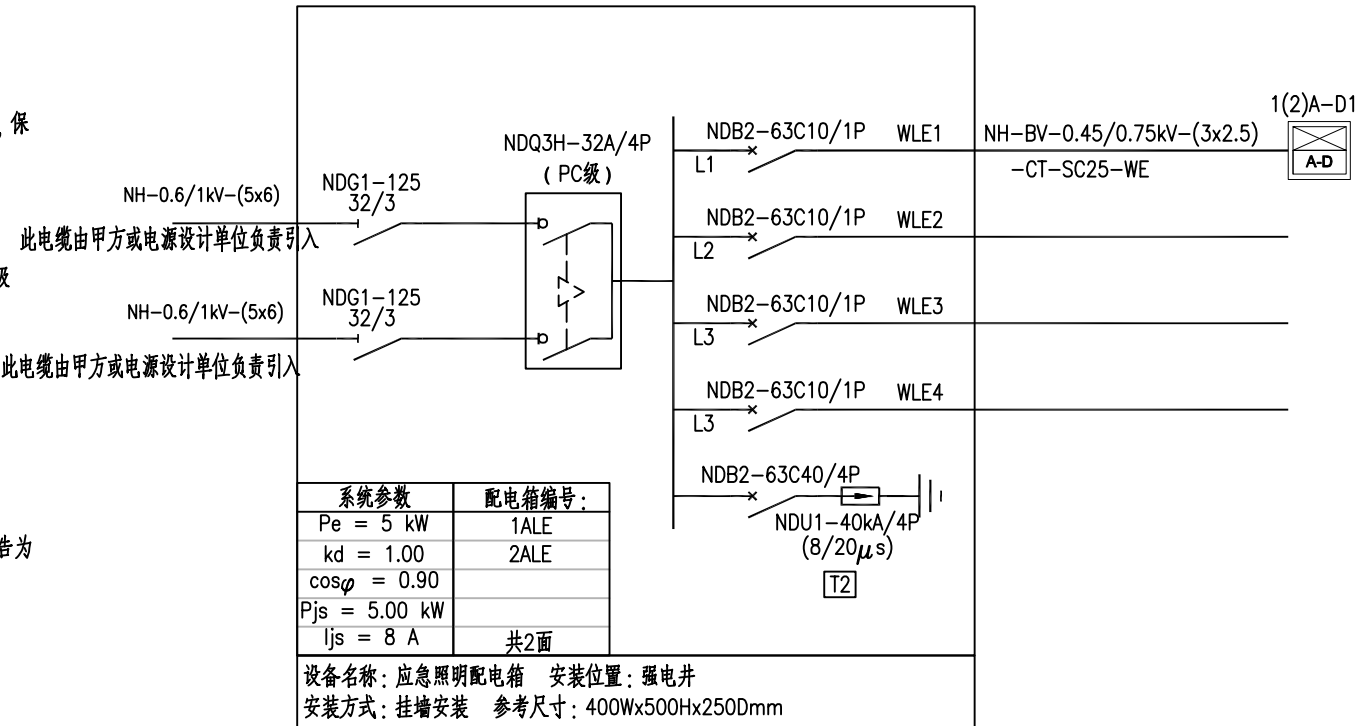 保
级
告为
NH-0.6/1kV-(5x6)
此电缆由甲方或电源设计单位负责引入
NH-0.6/1kV-(5x6)
此电缆由甲方或电源设计单位负责引入
NDG1-125
32/3
NDG1-125
32/3
NDQ3H-32A/4P
(PC级)
NDB2-63C10/1P WLE1
L1
NH-BV-0.45/0.75kV-(3x2.5)
-CT-SC25-WE
1(2)A-D1
A-D
NDB2-63C10/1P WLE2
L2
NDB2-63C10/1P WLE3
L3
NDB2-63C10/1P WLE4
L3
NDB2-63C40/4P
NDU1-40kA/4P
(8/20μs)
T2
系统参数 配电箱编号:
Pe = 5 kW 1ALE
kd = 1.00 2ALE
cosφ = 0.90
Pjs = 5.00 kW
Ijs = 8 A 共2面
设备名称: 应急照明配电箱 安装位置: 强电井
安装方式: 挂墙安装 参考尺寸: 400Wx500Hx250Dmm